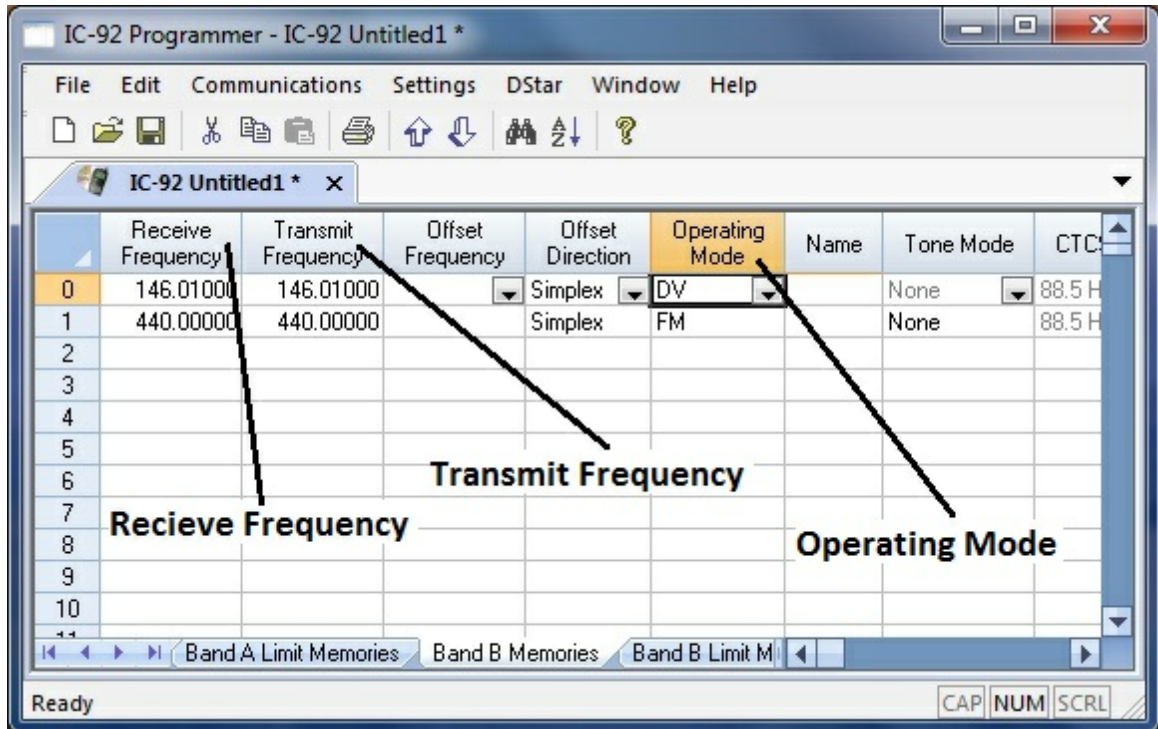 IC-92 Programmer - IC-92 Untitled1 *
File Edit Communications Settings DStar Window Help
IC-92 Untitled1 * X
Receive Frequency Transmit Frequency Offset Frequency Offset Direction Operating Mode Name Tone Mode
0 146.01000 146.01000 Simplex DV None 88.5 H
1 440.00000 440.00000 Simplex FM None 88.5 H
2
3
4
5
6
7
8
9
10
Transmit Frequency
Recieve Frequency
Operating Mode
Band A Limit Memories Band B Memories Band B Limit M
Ready CAP NUM SCRL